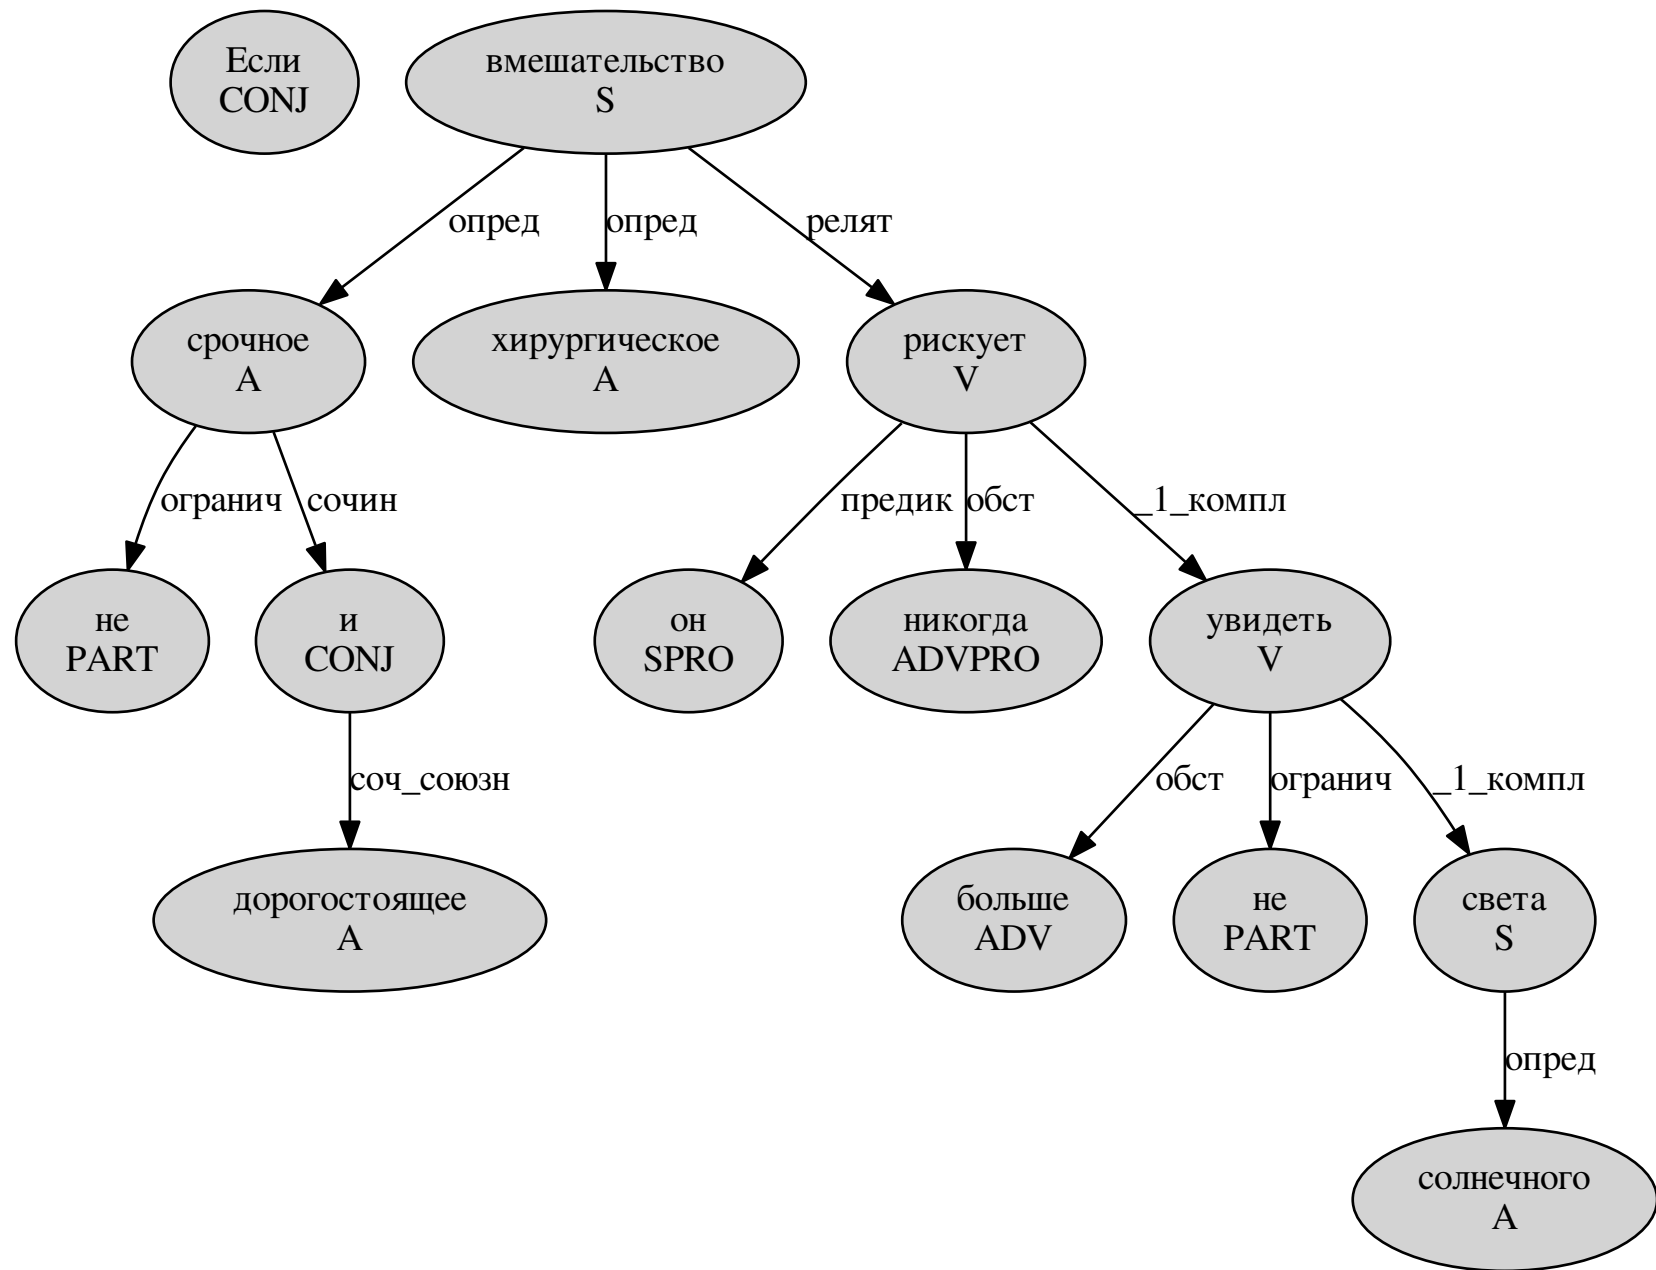 Если
CONJ
вмешательство
S
опред
опред
релят
срочное
A
хирургическое
A
рискует
V
огранич
сочин
предик
обст
_1_компл
не
PART
и
CONJ
он
SPRO
никогда
ADVPRO
увидеть
V
соч_союзн
обст
огранич
_1_компл
дорогостоящее
A
больше
ADV
не
PART
света
S
опред
солнечного
A